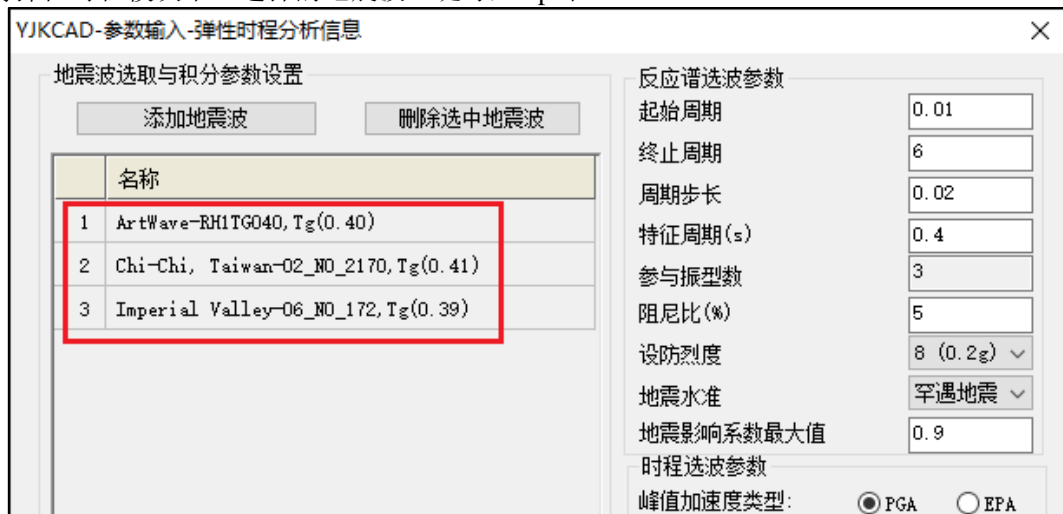 YJKCAD-参数输入-弹性时程分析信息
地震波选取与积分参数设置
添加地震波
删除选中地震波
名称
1 ArtWave-RH1TG040,Tg(0.40)
2 Chi-Chi, Taiwan-02_NO_2170,Tg(0.41)
3 Imperial Valley-06_NO_172,Tg(0.39)
反应谱选波参数
起始周期 0.01
终止周期 6
周期步长 0.02
特征周期(s) 0.4
参与振型数 3
阻尼比(%) 5
设防烈度 8 (0.2g)
地震水准 罕遇地震
地震影响系数最大值 0.9
时程选波参数
峰值加速度类型: PGA EPA